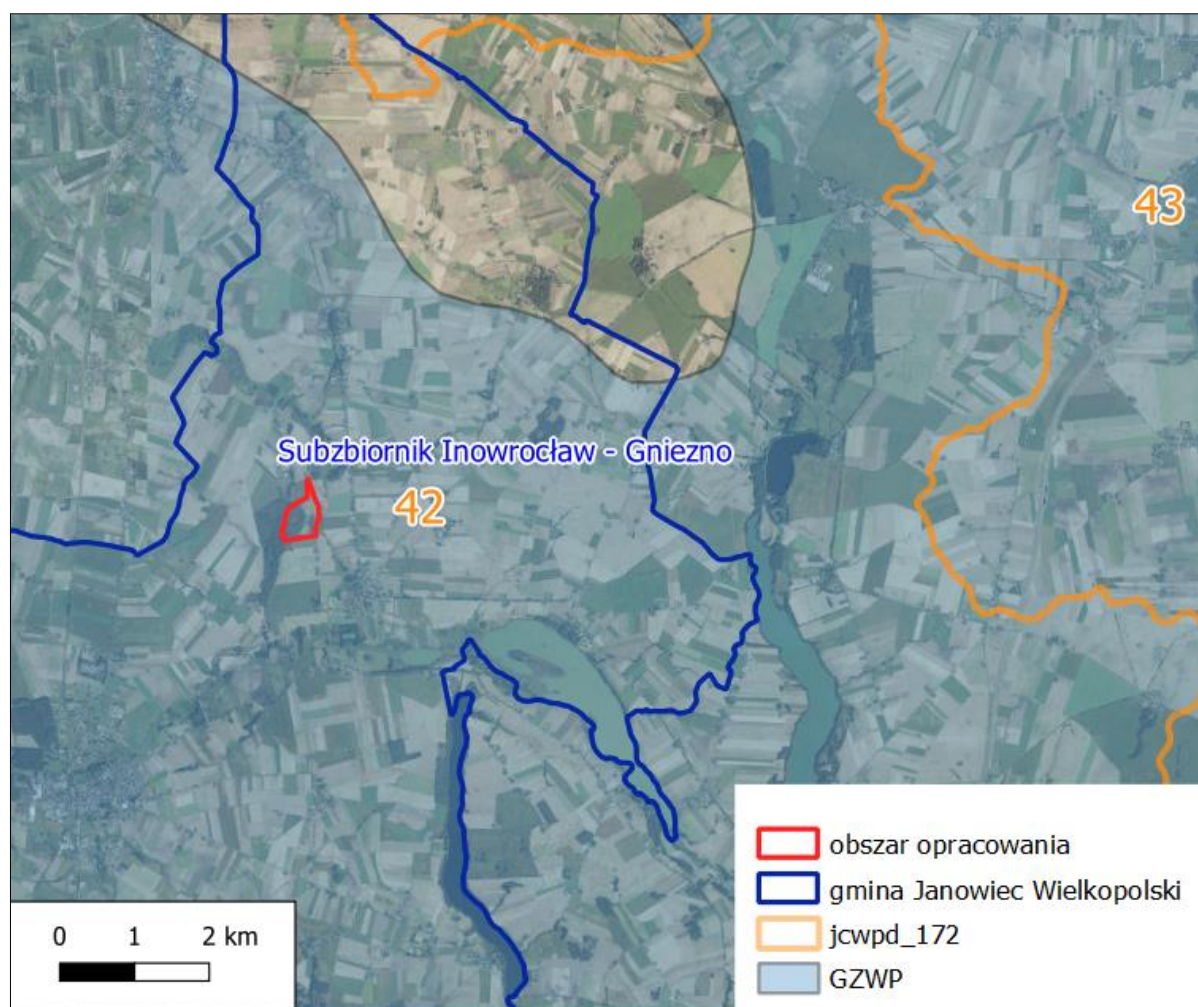 43
Subzbiornik Inowrocław - Gniezno
42
obszar opracowania
gmina Janowiec Wielkopolski
jcwpd_172
GZWP
0 1 2 km